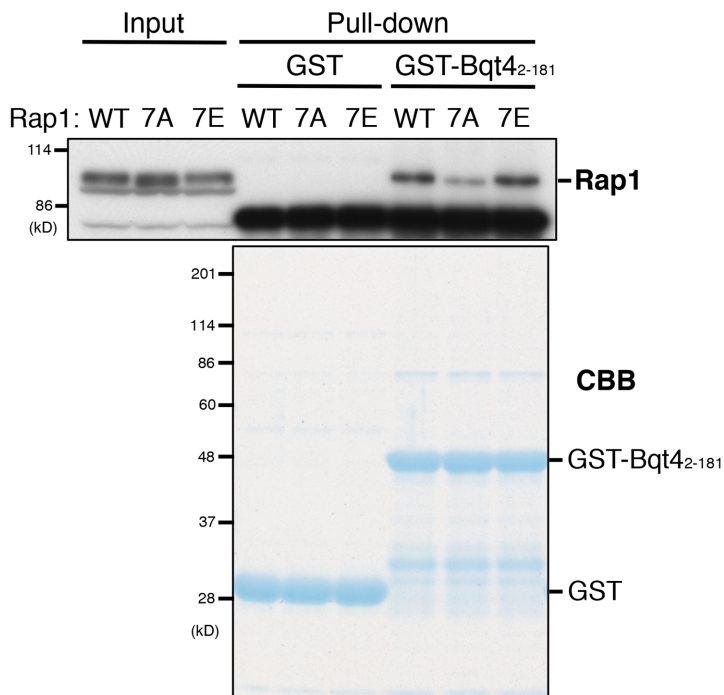 Input Pull-down
GST GST-Bqt42-181
Rap1: WT 7A 7E WT 7A 7E WT 7A 7E
114
Rap1
86
(kD)
201
114
86
CBB
60
48
GST-Bqt42-181
37
28
GST
(kD)